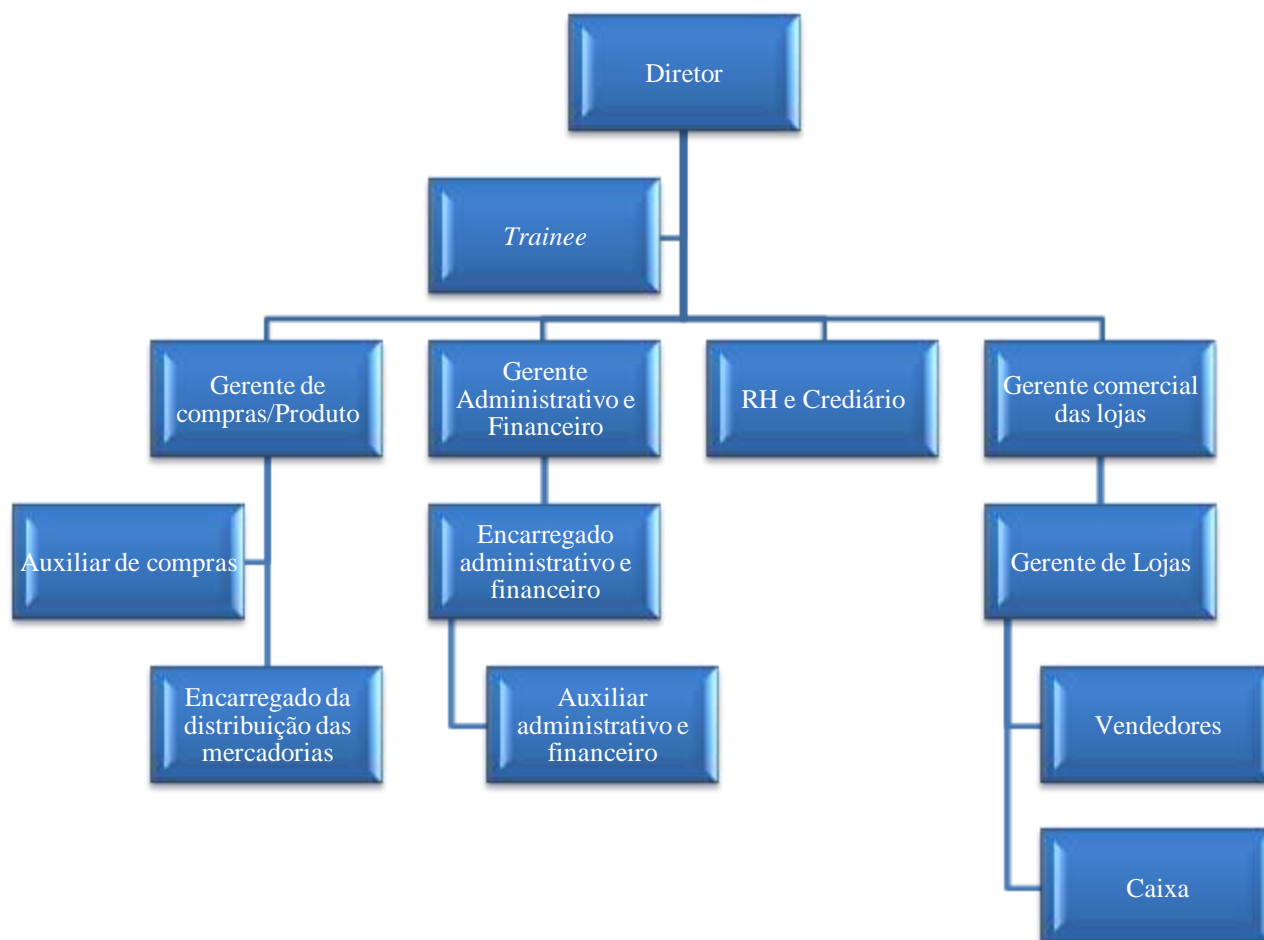 Diretor
Trainee
Gerente de
compras/Produto
Gerente
Administrativo e
Financeiro
RH e Crediário
Gerente comercial
das lojas
Auxiliar de compras
Encarregado
administrativo e
financeiro
Gerente de Lojas
Encarregado da
distribuição das
mercadorias
Auxiliar
administrativo e
financeiro
Vendedores
Caixa